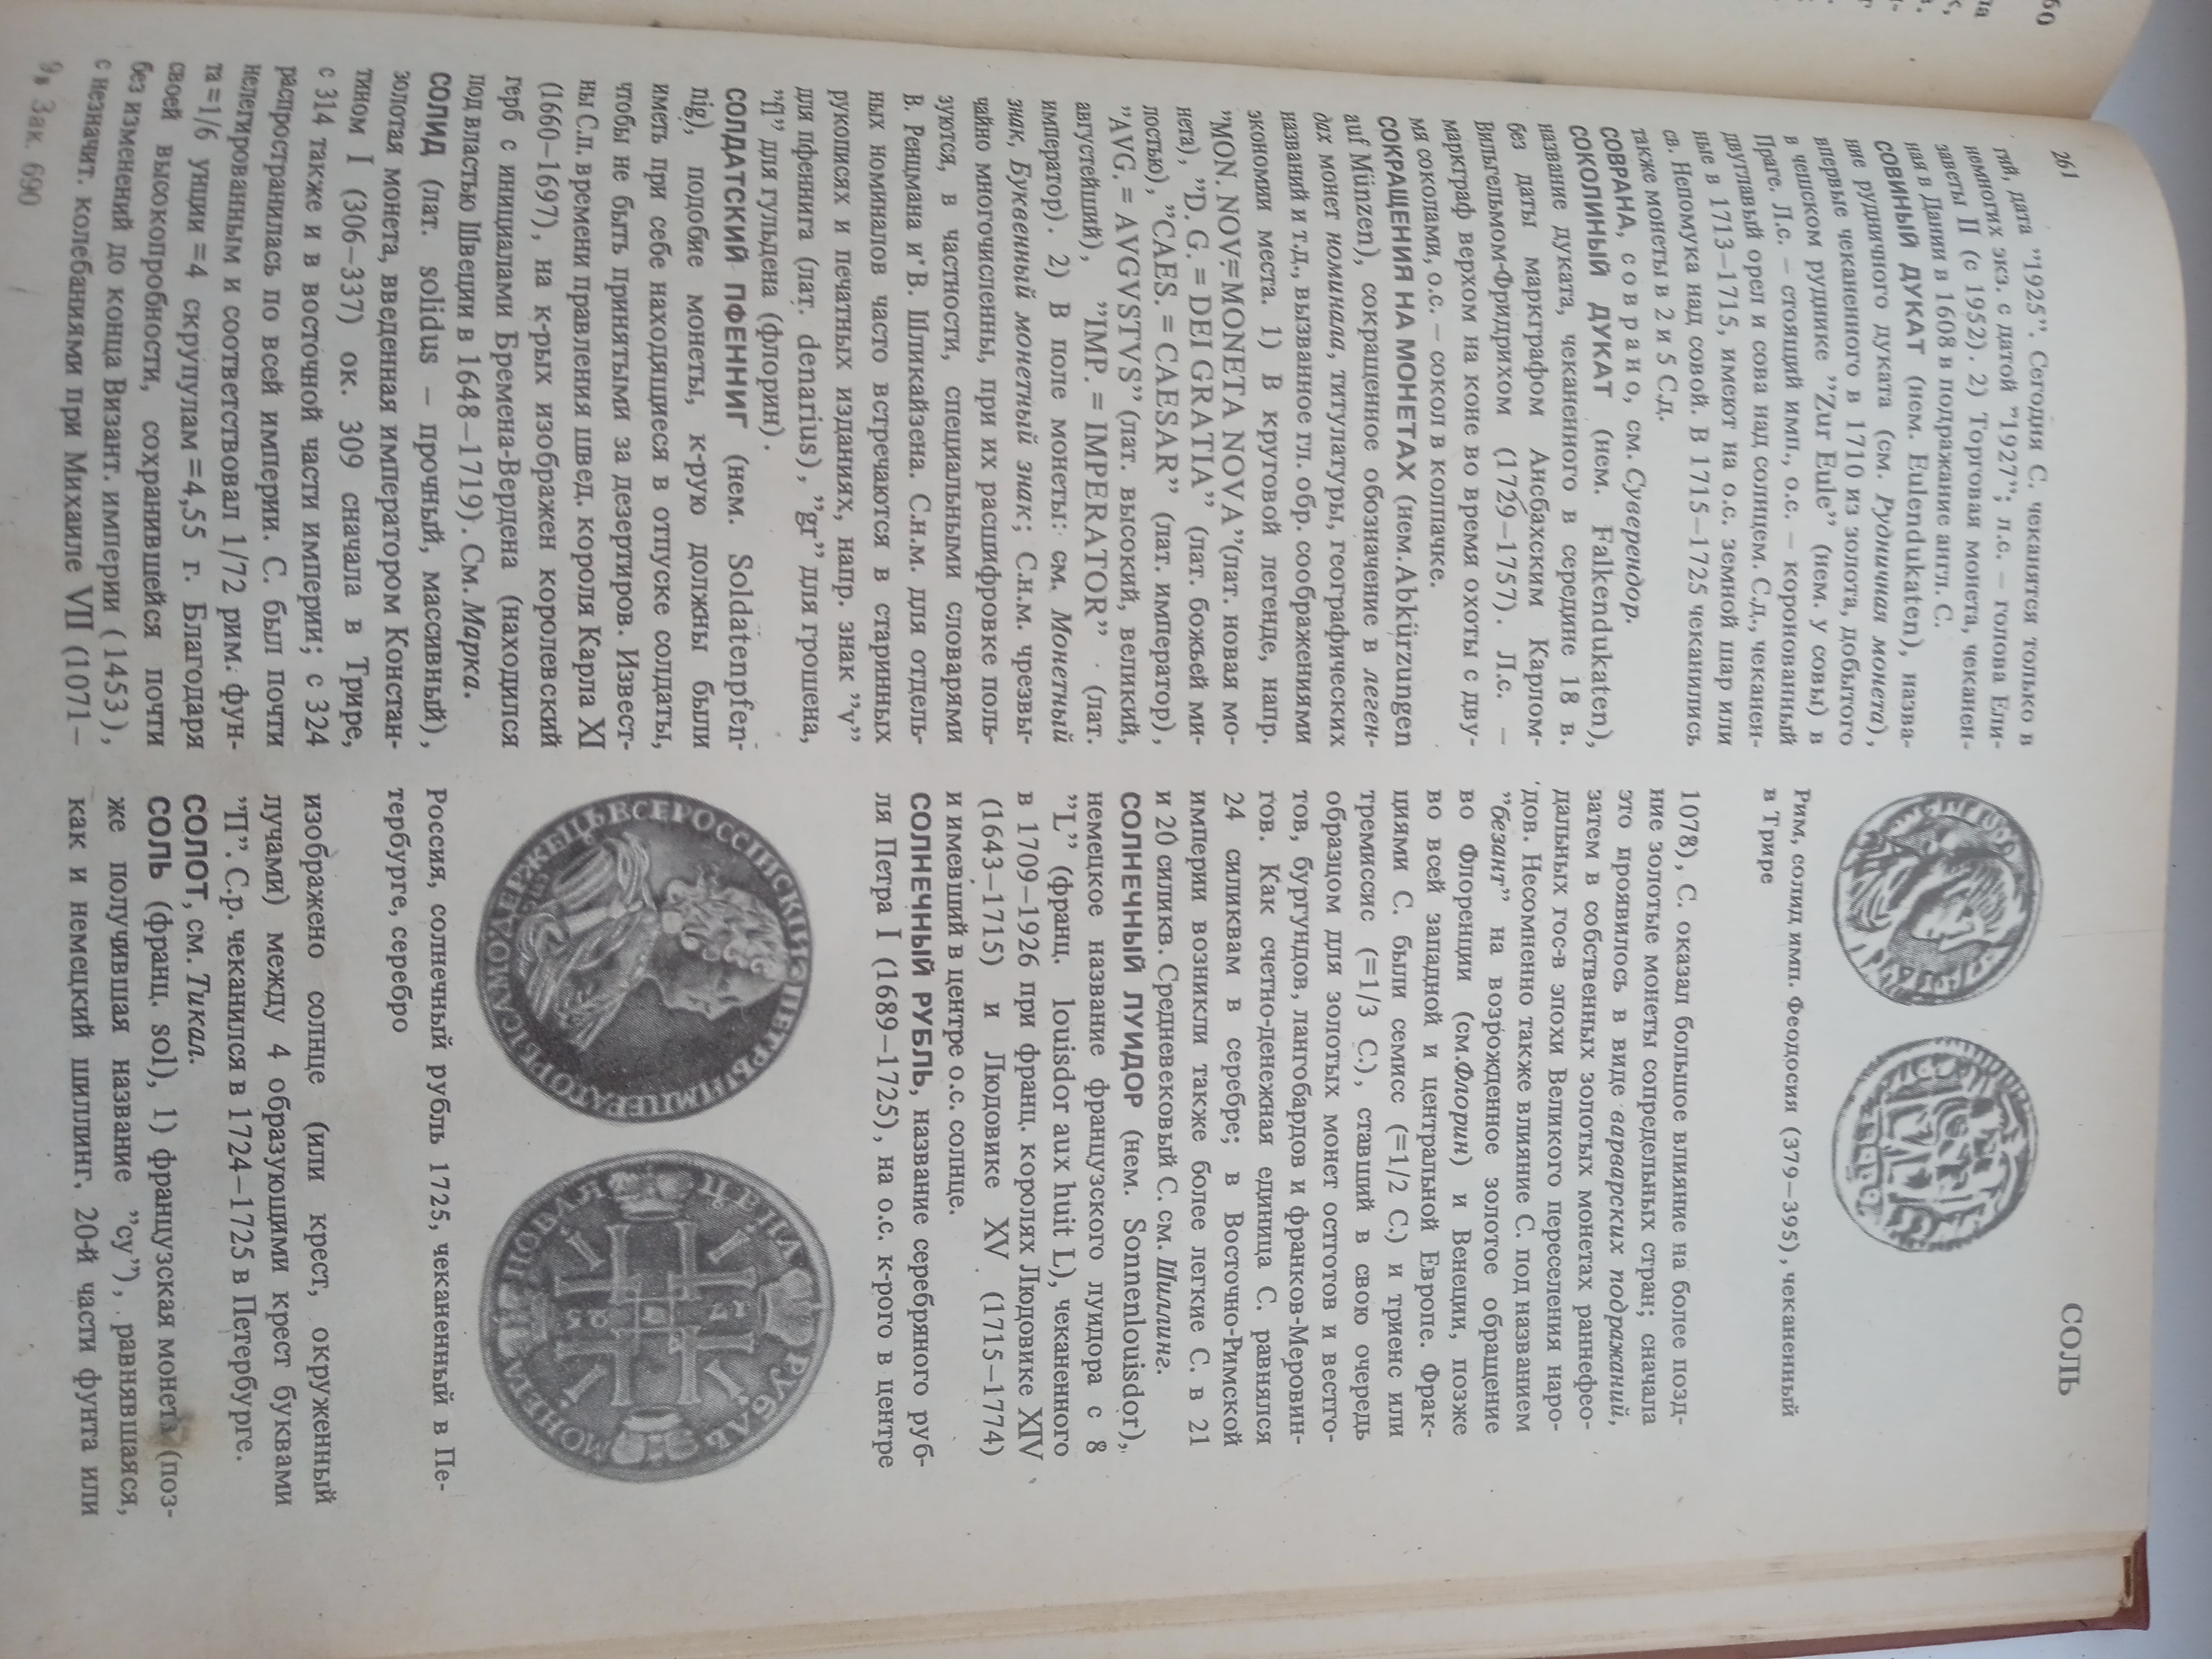 261
СОЛЬ
гий, дата ”1925”. Сегодня С. чеканятся только в
немногих экз. с датой ”1927”; л.с. – голова Ели-
заветы II (с 1952). 2) Торговая монета, чеканен-
ная в Дании в 1608 в подражание англ. С.
СОВИНЫЙ ДУКАТ (нем. Eulendukaten), назва-
ние рудничного дуката (см. Рудничная монета),
впервые чеканенного в 1710 из золота, добытого
в чешском руднике ”Zur Eule” (нем. у совы) в
Праге. Л.с. – стоящий имп., о.с. – коронованный
двуглавый орел и сова над солнцем. С.д., чеканен-
ные в 1713–1715, имеют на о.с. земной шар или
св. Непомука над совой. В 1715–1725 чеканились
также монеты в 2 и 5 С.д.
СОВРАНА, соврано, см. Суверендор.
СОКОЛИНЫЙ ДУКАТ (нем. Falkendukaten),
название дуката, чеканенного в середине 18 в.
без даты маркграфом Ансбахским Карлом-
Вильгельмом-Фридрихом (1729–1757). Л.с. –
маркграф верхом на коне во время охоты с дву-
мя соколами, о.с. – сокол в колпачке.
СОКРАЩЕНИЯ НА МОНЕТАХ (нем. Abkürzungen
auf Münzen), сокращенное обозначение в леген-
дах монет номинала, титулатуры, географических
названий и т.д., вызванное гл. обр. соображениями
экономии места. 1) В круговой легенде, напр.
”MON. NOV.=MONETA NOVA”(лат. новая мо-
нета), ”D.G. = DEI GRATIA” (лат. божьей ми-
лостью), ”CAES. = CAESAR” (лат. император),
”AVG. = AVGVSTVS” (лат. высокий, великий,
августейший), ”IMP. = IMPERATOR” (лат.
император). 2) В поле монеты: см. Монетный
знак, Буквенный монетный знак; С.н.м. чрезвы-
чайно многочисленны, при их расшифровке поль-
зуются, в частности, специальными словарями
В. Ренцмана и В. Шликайзена. С.н.м. для отдель-
ных номиналов часто встречаются в старинных
рукописях и печатных изданиях, напр. знак ”v”
для пфеннига (лат. denarius), ”gr” для грошена,
”fl” для гульдена (флорин).
СОЛДАТСКИЙ ПФЕННИГ (нем. Soldatenpfen-
nig), подобие монеты, к-рую должны были
иметь при себе находящиеся в отпуске солдаты,
чтобы не быть принятыми за дезертиров. Извест-
ны С.п. времени правления швед. короля Карла XI
(1660–1697), на к-рых изображен королевский
герб с инициалами Бремена-Вердена (находился
под властью Швеции в 1648–1719). См. Марка.
СОЛИД (лат. solidus – прочный, массивный),
золотая монета, введенная императором Констан-
тином I (306–337) ок. 309 сначала в Трире,
с 314 также и в восточной части империи; с 324
распространилась по всей империи. С. был почти
нелегированным и соответствовал 1/72 рим. фун-
та=1/6 унции=4 скрупулам=4,55 г. Благодаря
своей высокопробности, сохранившейся почти
без изменений до конца Визант. империи (1453),
с незначит. колебаниями при Михаиле VII (1071–
9в Зак. 690
Рим, солид имп. Феодосия (379–395), чеканенный
в Трире
1078), С. оказал большое влияние на более позд-
ние золотые монеты сопредельных стран; сначала
это проявилось в виде варварских подражаний,
затем в собственных золотых монетах раннефео-
дальных гос-в эпохи Великого переселения наро-
дов. Несомненно также влияние С. под названием
”безант” на возрожденное золотое обращение
во Флоренции (см.Флорин) и Венеции, позже
во всей западной и центральной Европе. Фрак-
циями С. были семисс (=1/2 С.) и триенс или
тремиссис (=1/3 С.), ставший в свою очередь
образцом для золотых монет остготов и вестго-
тов, бургундов, лангобардов и франков-Меровин-
гов. Как счетно-денежная единица С. равнялся
24 силиквам в серебре; в Восточно-Римской
империи возникли также более легкие С. в 21
и 20 силикв. Средневековый С. см. Шиллинг.
СОЛНЕЧНЫЙ ЛУИДОР (нем. Sonnenlouisdor),
немецкое название французского луидора с 8
”L” (франц. louisdor aux huit L), чеканенного
в 1709–1926 при франц. королях Людовике XIV
(1643–1715) и Людовике XV (1715–1774)
и имевший в центре о.с. солнце.
СОЛНЕЧНЫЙ РУБЛЬ, название серебряного руб-
ля Петра I (1689–1725), на о.с. к-рого в центре
Россия, солнечный рубль 1725, чеканенный в Пе-
тербурге, серебро
изображено солнце (или крест, окруженный
лучами) между 4 образующими крест буквами
”П”. С.р. чеканился в 1724–1725 в Петербурге.
СОЛОТ, см. Тикал.
СОЛЬ (франц. sol), 1) французская монета (поз-
же получившая название ”су”), равнявшаяся,
как и немецкий шиллинг, 20-й части фунта или